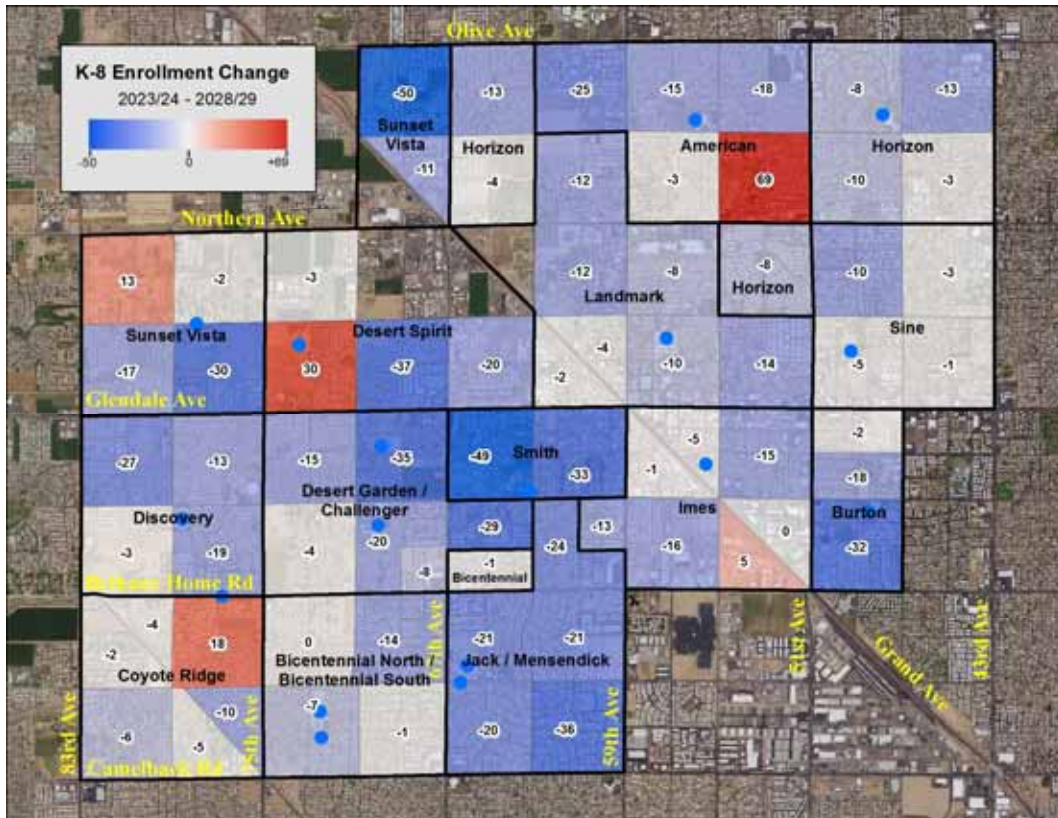 Olive Ave
K-8 Enrollment Change
2023/24 - 2028/29
-50
0
+69
-50
-13
-25
-15
-18
-8
-13
Sunset
Vista
Horizon
American
Horizon
-11
-4
-12
-3
69
-10
-3
Northern Ave
13
-2
-3
-12
-8
-8
-10
-3
Landmark
Horizon
Sine
Sunset Vista
Desert Spirit
-17
-30
30
-37
-20
-2
-4
-10
-14
-5
-1
Glendale Ave
-27
-13
-15
-35
-49
Smith
-33
-5
-1
-15
-2
-18
Desert Garden /
Challenger
Discovery
Imes
Burton
-3
-19
-4
-20
-8
-29
-24
-13
-16
5
0
-32
-1
Bicentennial
Bethany Home Rd
-4
-2
18
0
-14
-21
-21
Coyote Ridge
Bicentennial North /
Bicentennial South
Jack / Mensendick
-6
-5
-10
-7
-1
-20
-36
83rd Ave
75th Ave
67th Ave
59th Ave
51st Ave
Grand Ave
43rd Ave
Camelback Rd